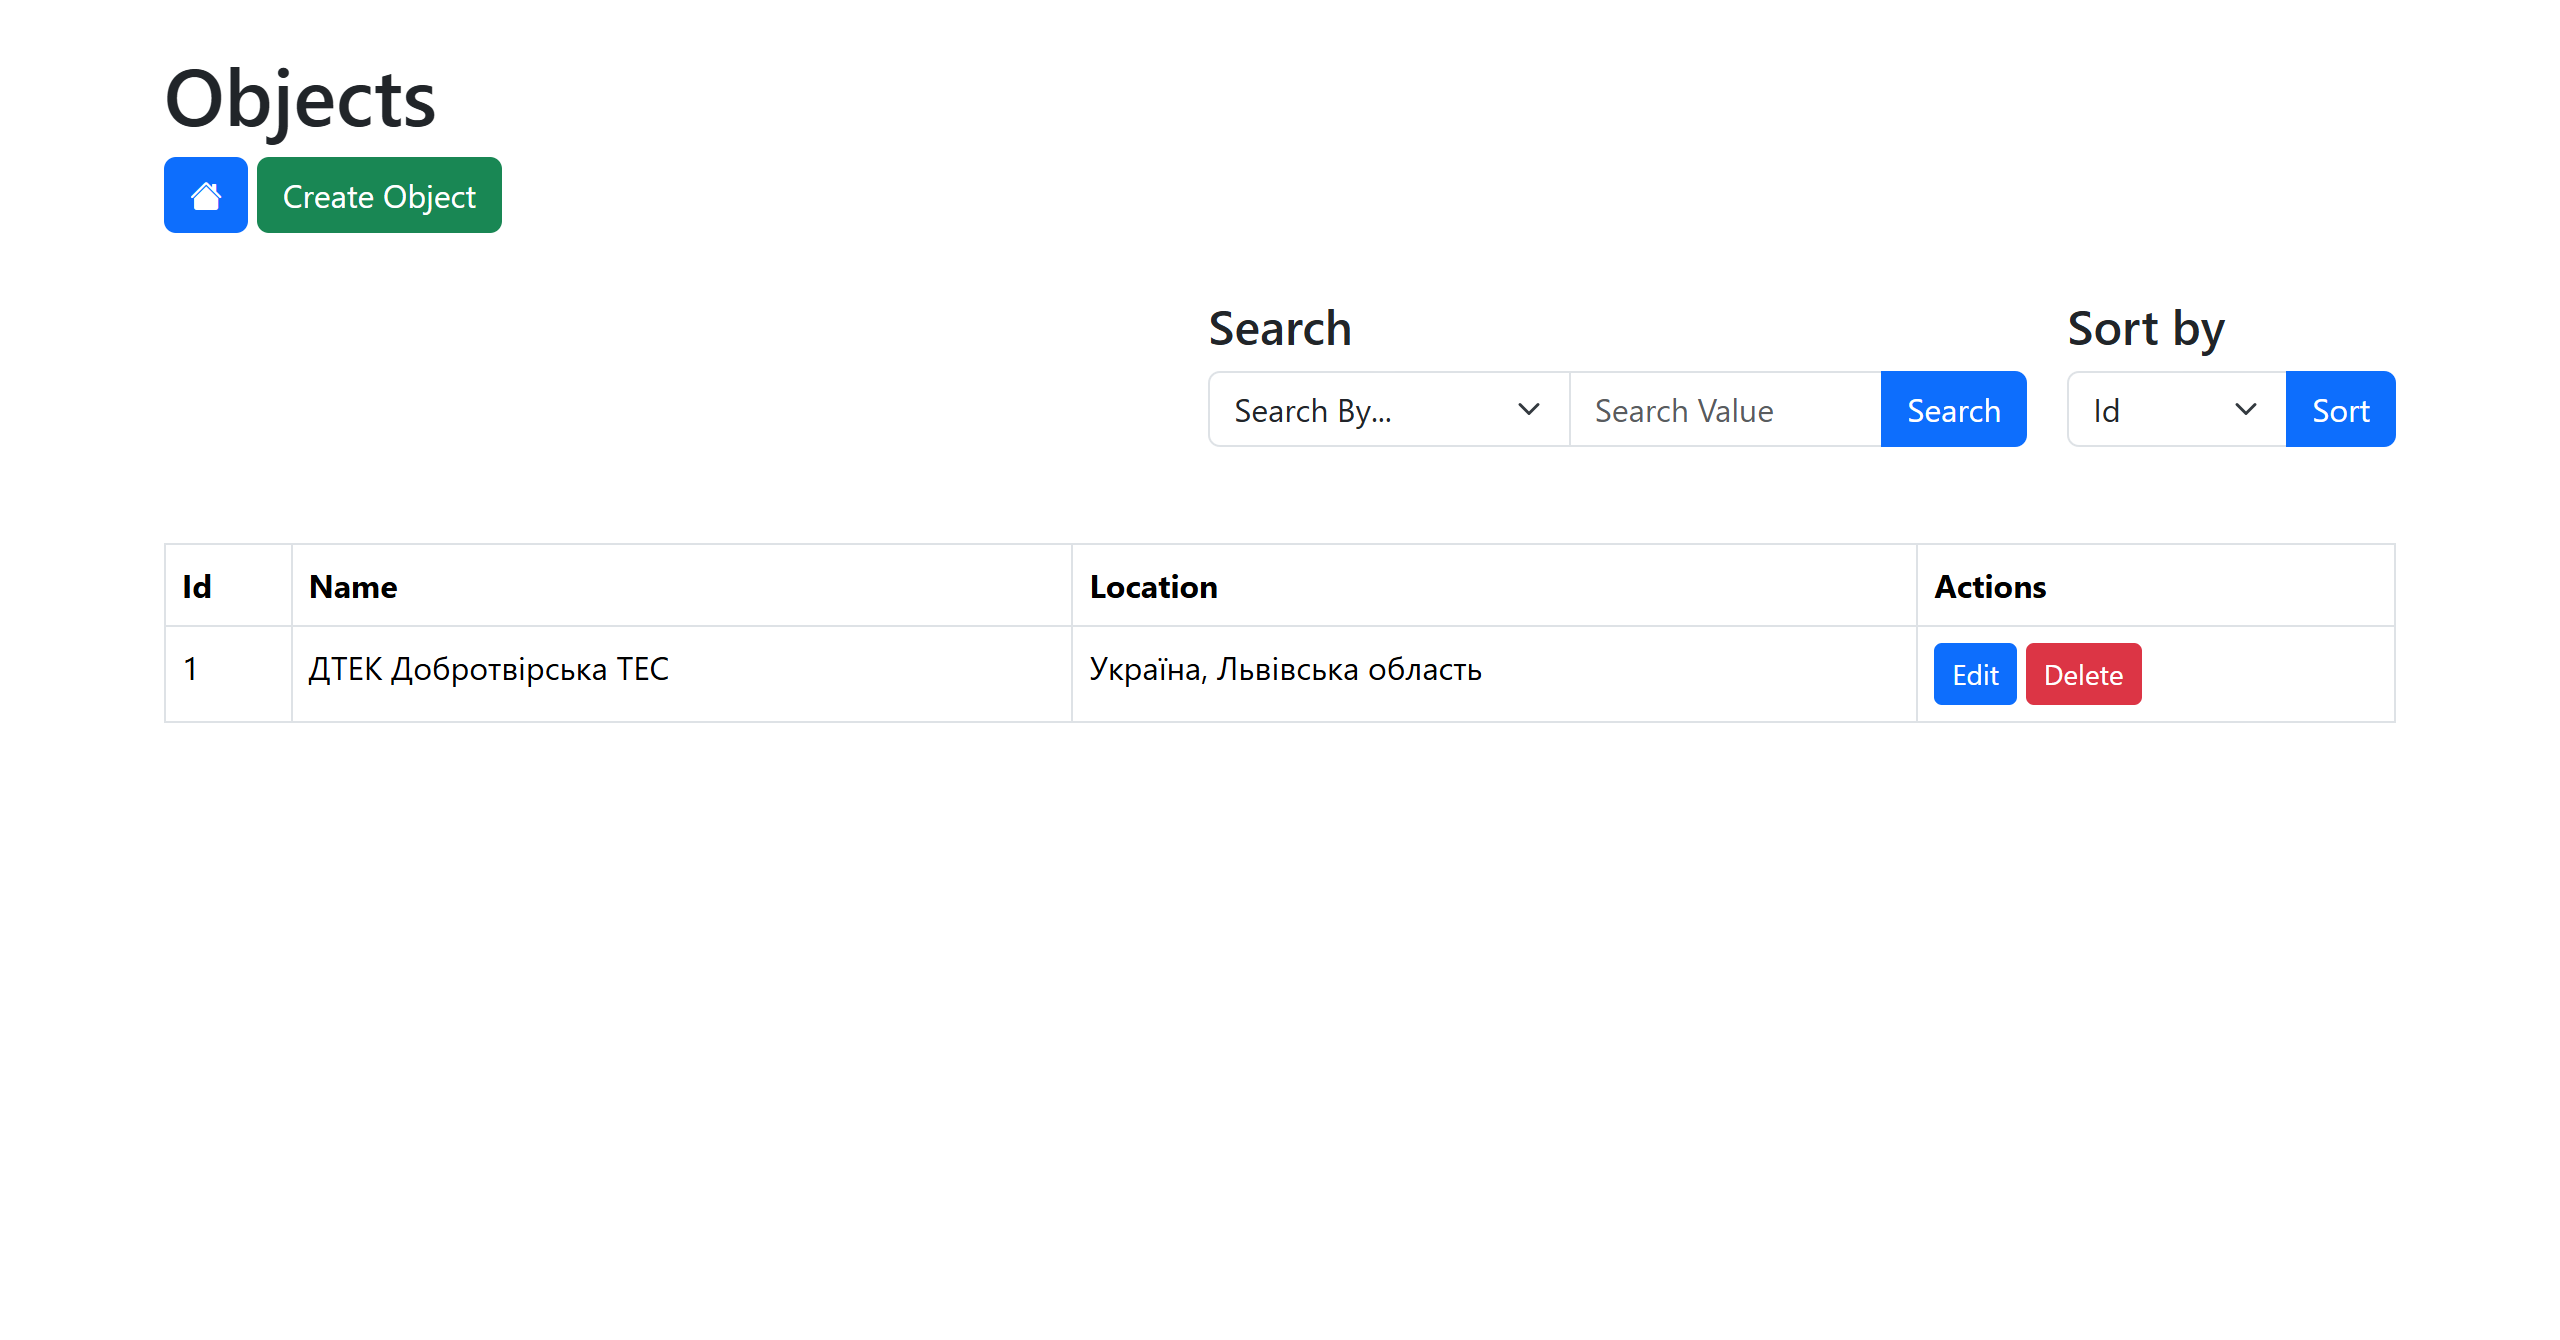 Objects
Create Object
Search
Sort by
Search By...
Search Value
Search
Id
Sort
Id Name Location Actions
1 ДТЕК Добротвірська ТЕС Україна, Львівська область Edit Delete